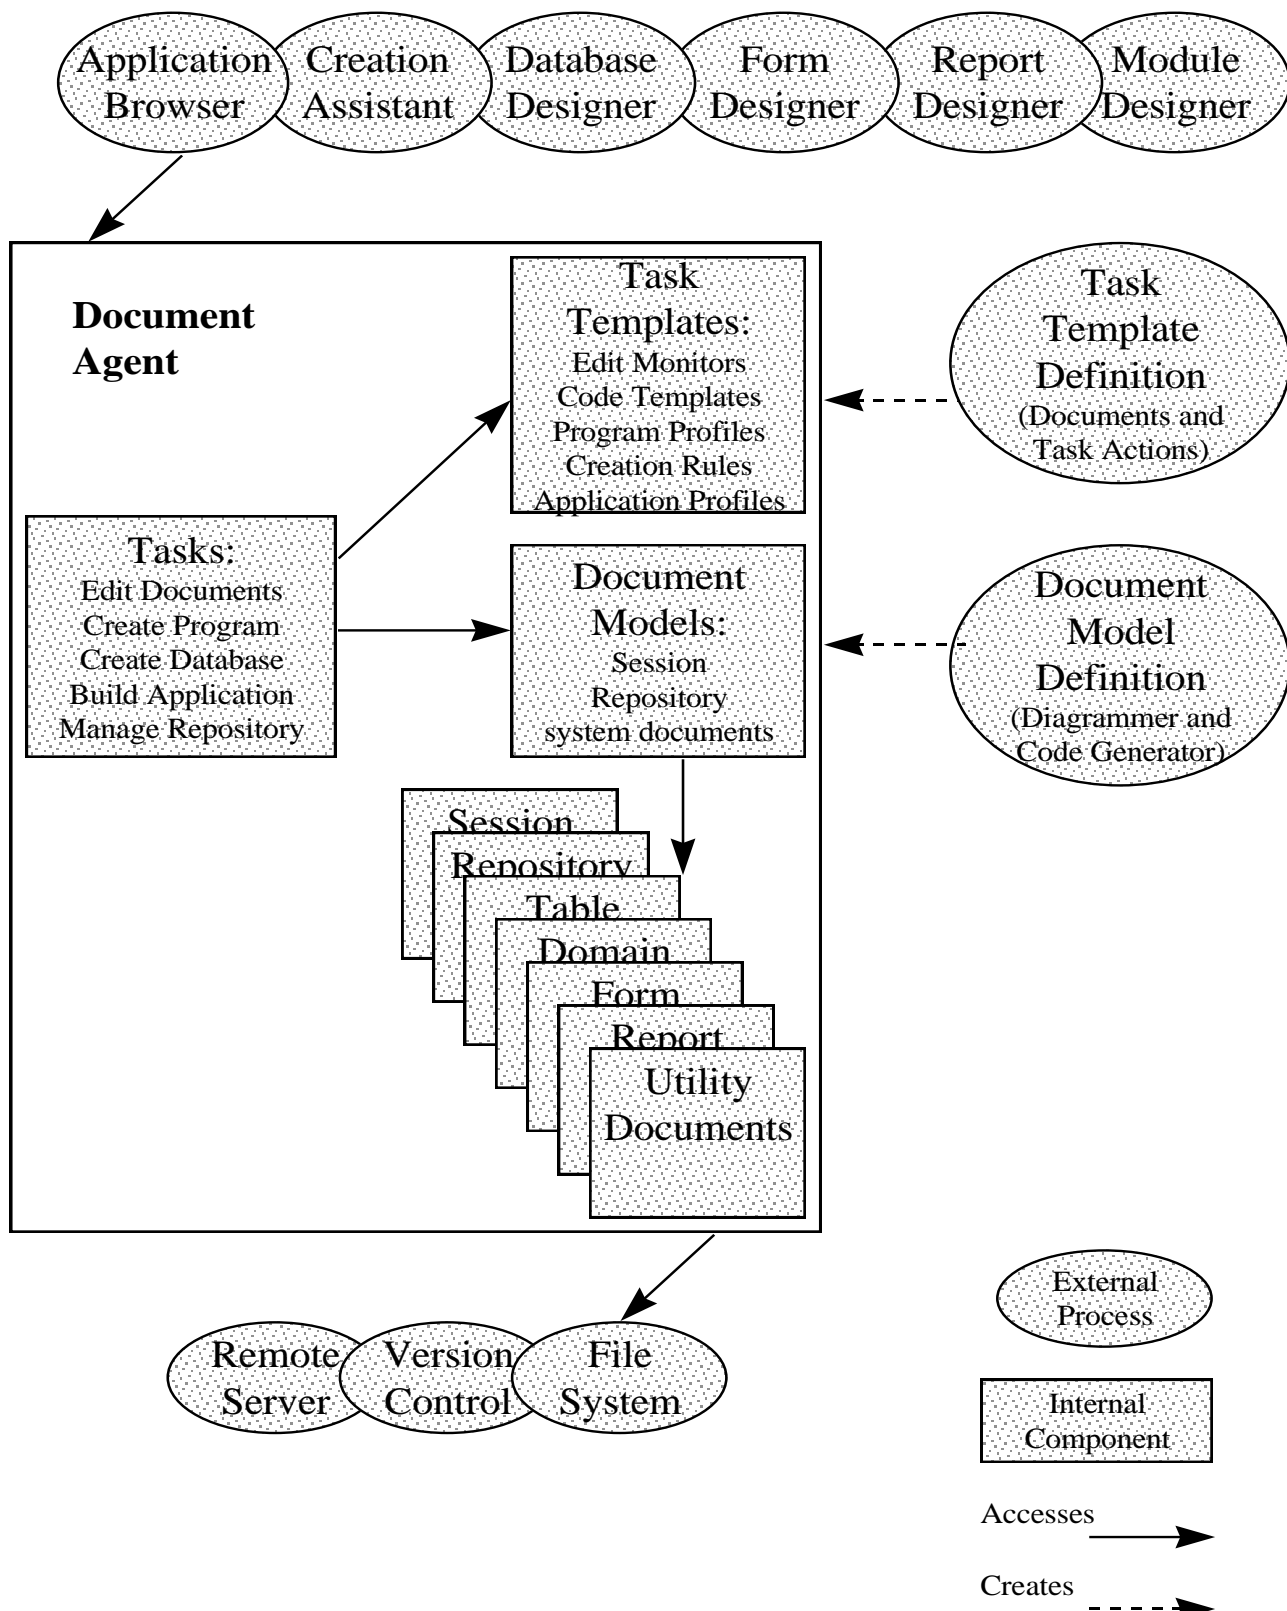 Application
Browser
Creation
Assistant
Database
Designer
Form
Designer
Report
Designer
Module
Designer
Document
Agent
Task
Templates:
Edit Monitors
Code Templates
Program Profiles
Creation Rules
Application Profiles
Task
Template
Definition
(Documents and
Task Actions)
Tasks:
Edit Documents
Create Program
Create Database
Build Application
Manage Repository
Document
Models:
Session
Repository
system documents
Document
Model
Definition
(Diagrammer and
Code Generator)
Session
Repository
Table
Domain
Form
Report
Utility
Documents
Remote
Server
Version
Control
File
System
External
Process
Internal
Component
Accesses
Creates